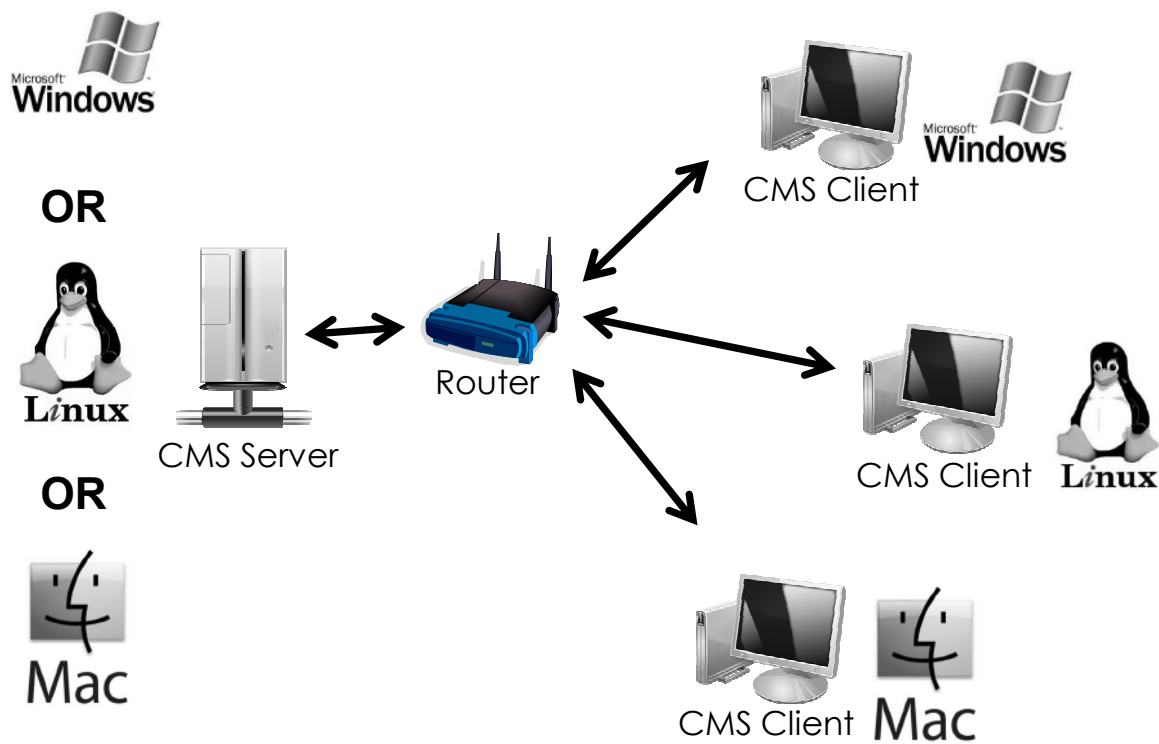 Microsoft
Windows
OR
Linux
OR
Mac
CMS Server
Router
CMS Client
Microsoft
Windows
CMS Client
Linux
CMS Client
Mac